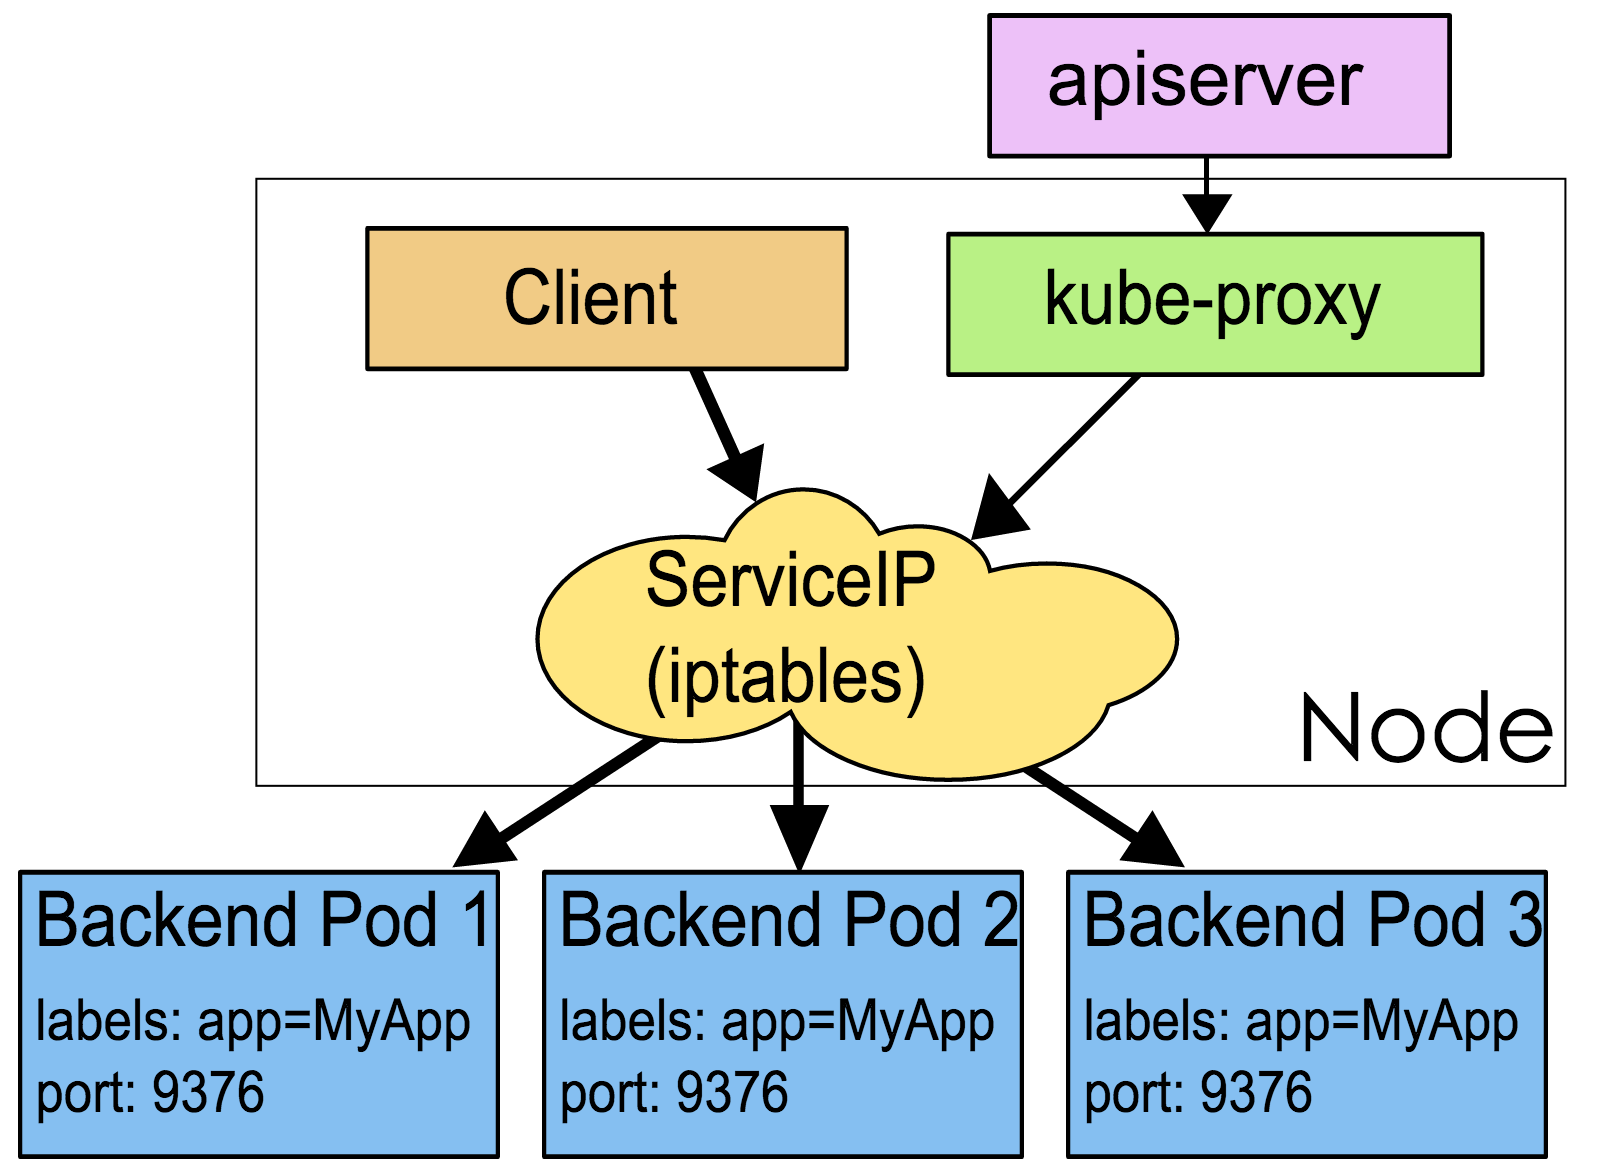 apiserver
Client
kube-proxy
ServiceIP
(iptables)
Node
Backend Pod 1
labels: app=MyApp
port: 9376
Backend Pod 2
labels: app=MyApp
port: 9376
Backend Pod 3
labels: app=MyApp
port: 9376